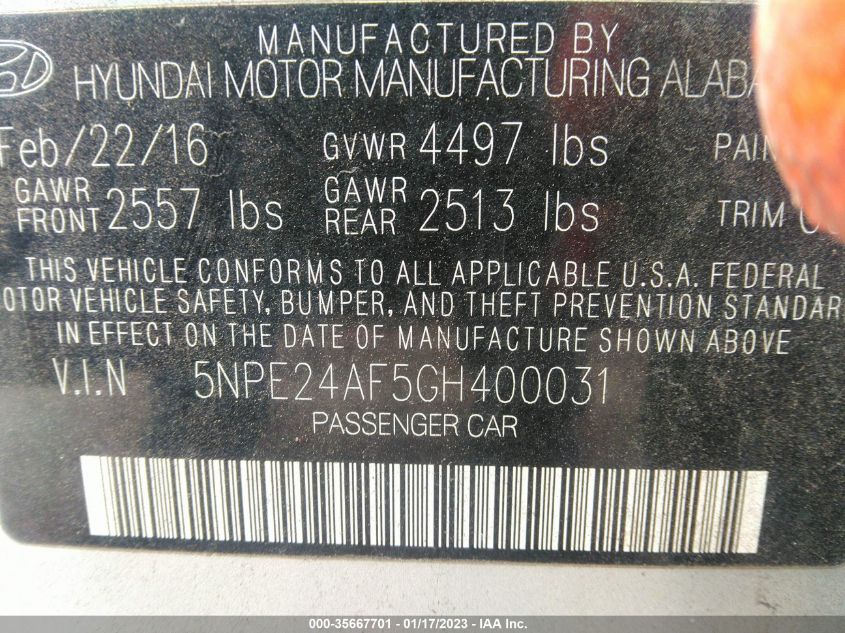 MANUFACTURED BY
HYUNDAI MOTOR MANUFACTURING ALABA
Feb/22/16 GVWR 4497 lbs PAIN
GAWR FRONT 2557 lbs GAWR REAR 2513 lbs TRIM
THIS VEHICLE CONFORMS TO ALL APPLICABLE U.S.A. FEDERAL
OTOR VEHICLE SAFETY, BUMPER, AND THEFT PREVENTION STANDAR
IN EFFECT ON THE DATE OF MANUFACTURE SHOWN ABOVE.
V.I.N 5NPE24AF5GH400031
PASSENGER CAR
000-35667701 - 01/17/2023 - IAA Inc.